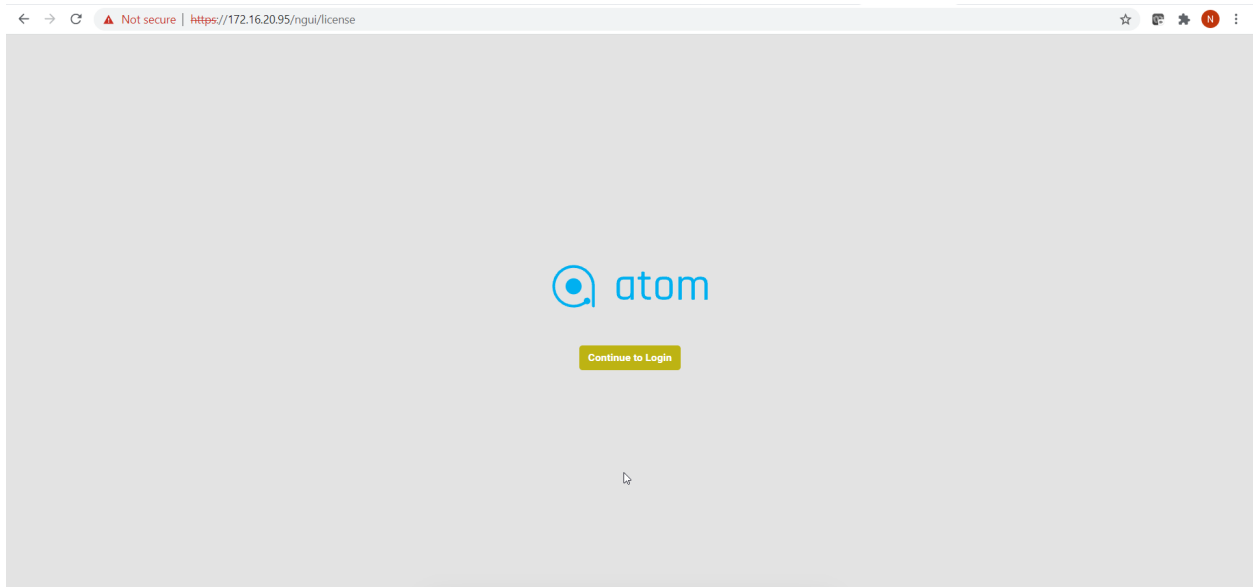 Not secure | https://172.16.20.95/ngui/license
N
atom
Continue to Login